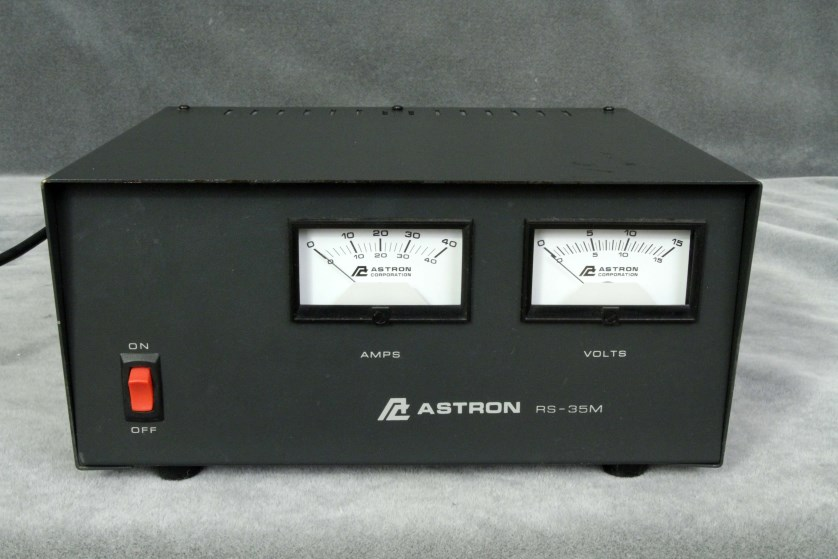 0 10 20 30 40
0 10 20 30 40
ASTRON
CORPORATION
0 5 10 15
0 5 10 15
ASTRON
CORPORATION
ON
OFF
AMPS
VOLTS
ASTRON RS-35M